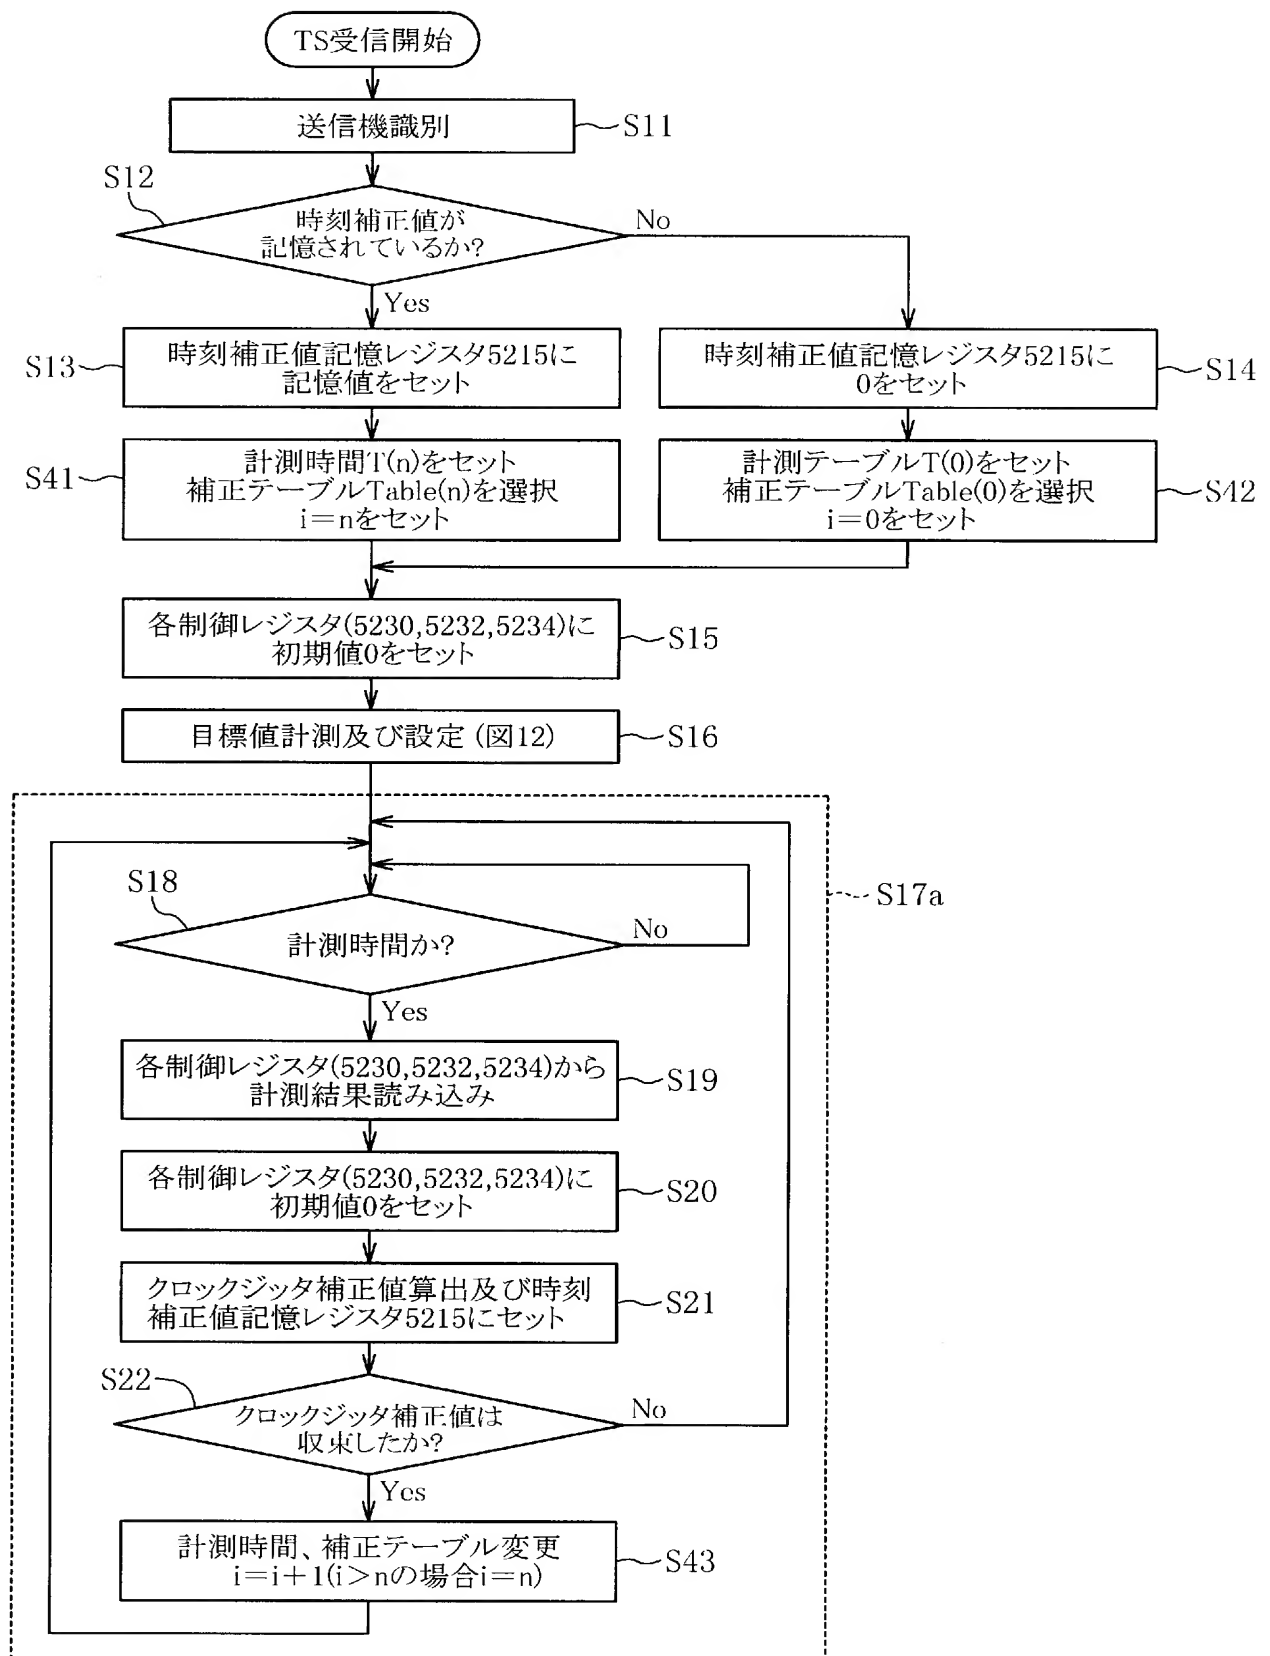 TS受信開始
送信機識別
S11
S12
時刻補正値が
記憶されているか?
No
Yes
時刻補正値記憶レジスタ5215に
記憶値をセット
S13
時刻補正値記憶レジスタ5215に
0をセット
S14
計測時間T(n)をセット
補正テーブルTable(n)を選択
i=nをセット
S41
計測テーブルT(0)をセット
補正テーブルTable(0)を選択
i=0をセット
S42
各制御レジスタ(5230,5232,5234)に
初期値0をセット
S15
目標値計測及び設定(図12)
S16
S17a
S18
計測時間か?
No
Yes
各制御レジスタ(5230,5232,5234)から
計測結果読み込み
S19
各制御レジスタ(5230,5232,5234)に
初期値0をセット
S20
クロックジッタ補正値算出及び時刻
補正値記憶レジスタ5215にセット
S21
S22
クロックジッタ補正値は
収束したか?
No
Yes
計測時間、補正テーブル変更
i=i+1(i>nの場合i=n)
S43